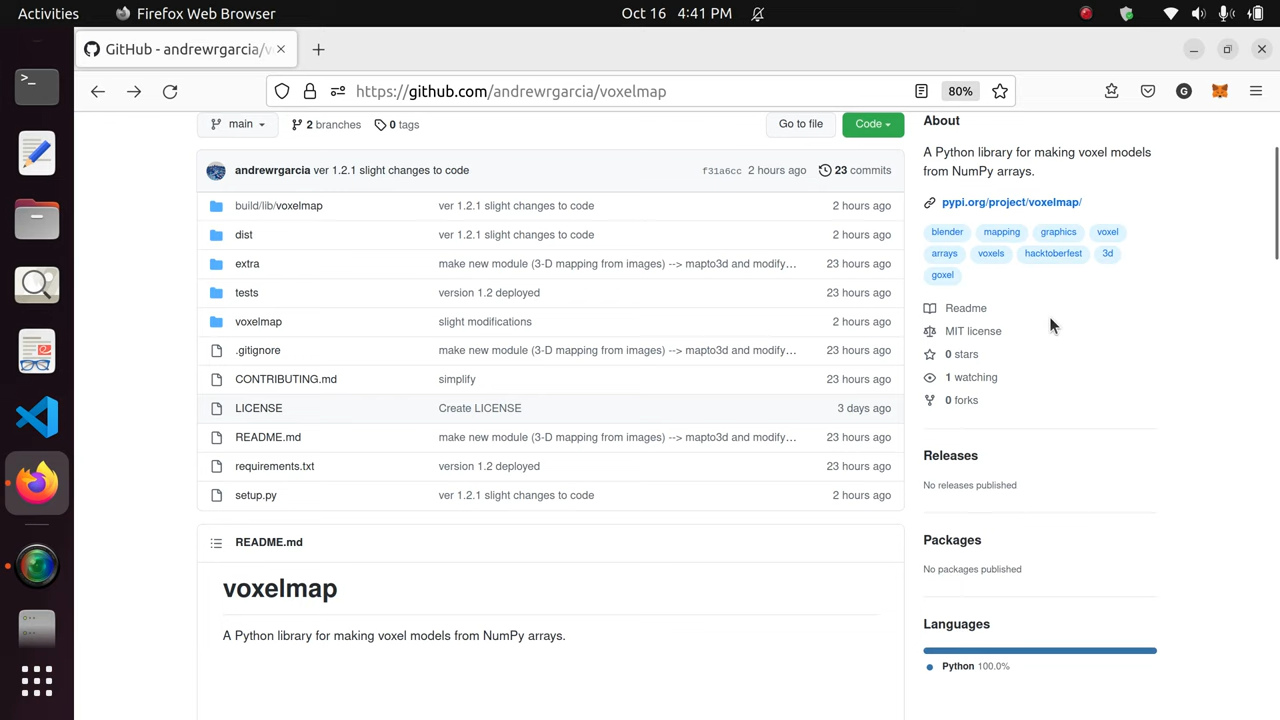 Activities Firefox Web Browser Oct 16 4:41 PM
GitHub - andrewrgarcia/v
https://github.com/andrewrgarcia/voxelmap 80% G
main 2 branches 0 tags Go to file Code
andrewrgarcia ver 1.2.1 slight changes to code f31a6cc 2 hours ago 23 commits
build/lib/voxelmap ver 1.2.1 slight changes to code 2 hours ago
dist ver 1.2.1 slight changes to code 2 hours ago
extra make new module (3-D mapping from images) --> mapto3d and modify… 23 hours ago
tests version 1.2 deployed 23 hours ago
voxelmap slight modifications 2 hours ago
.gitignore make new module (3-D mapping from images) --> mapto3d and modify… 23 hours ago
CONTRIBUTING.md simplify 23 hours ago
LICENSE Create LICENSE 3 days ago
README.md make new module (3-D mapping from images) --> mapto3d and modify… 23 hours ago
requirements.txt version 1.2 deployed 23 hours ago
setup.py ver 1.2.1 slight changes to code 2 hours ago
README.md
voxelmap
A Python library for making voxel models from NumPy arrays.
About
A Python library for making voxel models
from NumPy arrays.
pypi.org/project/voxelmap/
blender mapping graphics voxel
arrays voxels hacktoberfest 3d
goxel
Readme
MIT license
0 stars
1 watching
0 forks
Releases
No releases published
Packages
No packages published
Languages
Python 100.0%